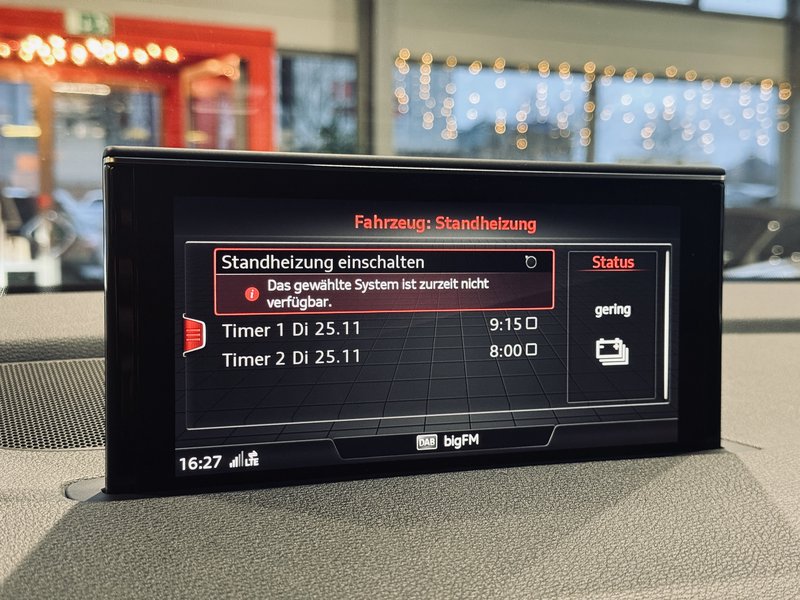 Fahrzeug: Standheizung
Standheizung einschalten
Das gewählte System ist zurzeit nicht
verfügbar.
Timer 1 Di 25.11 9:15
Timer 2 Di 25.11 8:00
Status
gering
DAB bigFM
16:27 LTE